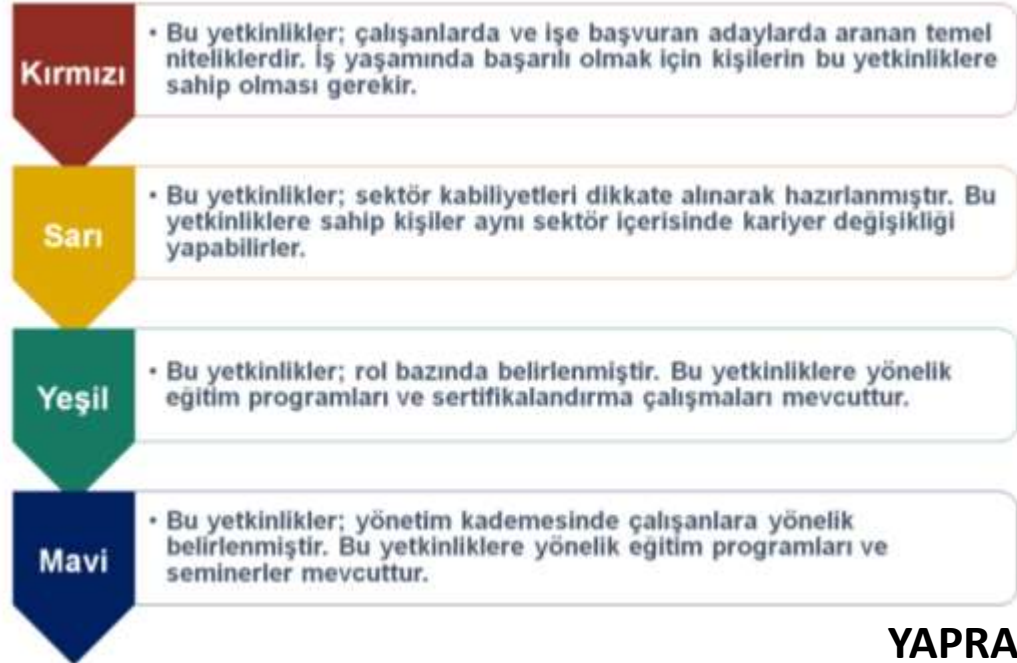 Kırmızı
• Bu yetkinlikler; çalışanlarda ve işe başvuran adaylarda aranan temel
niteliklerdir. İş yaşamında başarılı olmak için kişilerin bu yetkinliklere
sahip olması gerekir.
Sarı
• Bu yetkinlikler; sektör kabiliyetleri dikkate alınarak hazırlanmıştır. Bu
yetkinliklere sahip kişiler aynı sektör içerisinde kariyer değişikliği
yapabilirler.
Yeşil
• Bu yetkinlikler; rol bazında belirlenmiştir. Bu yetkinliklere yönelik
eğitim programları ve sertifikalandırma çalışmaları mevcuttur.
Mavi
• Bu yetkinlikler; yönetim kademesinde çalışanlara yönelik
belirlenmiştir. Bu yetkinliklere yönelik eğitim programları ve
seminerler mevcuttur.
YAPRA